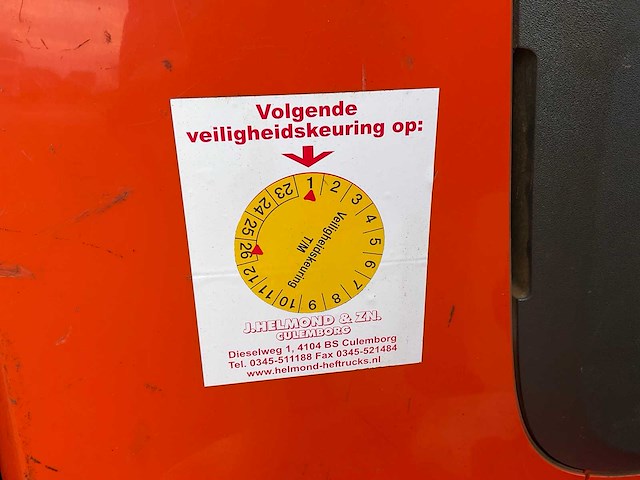 Volgende
veiligheidskeuring op:
1 2 3 4 5 6 7 8 9 10 11 12 26 25 24 23
Veiligheidskeuring
T/M
J.HELMOND & ZN.
CULEMBORG
Dieselweg 1, 4104 BS Culemborg
Tel. 0345-511188 Fax 0345-521484
www.helmond-heftrucks.nl